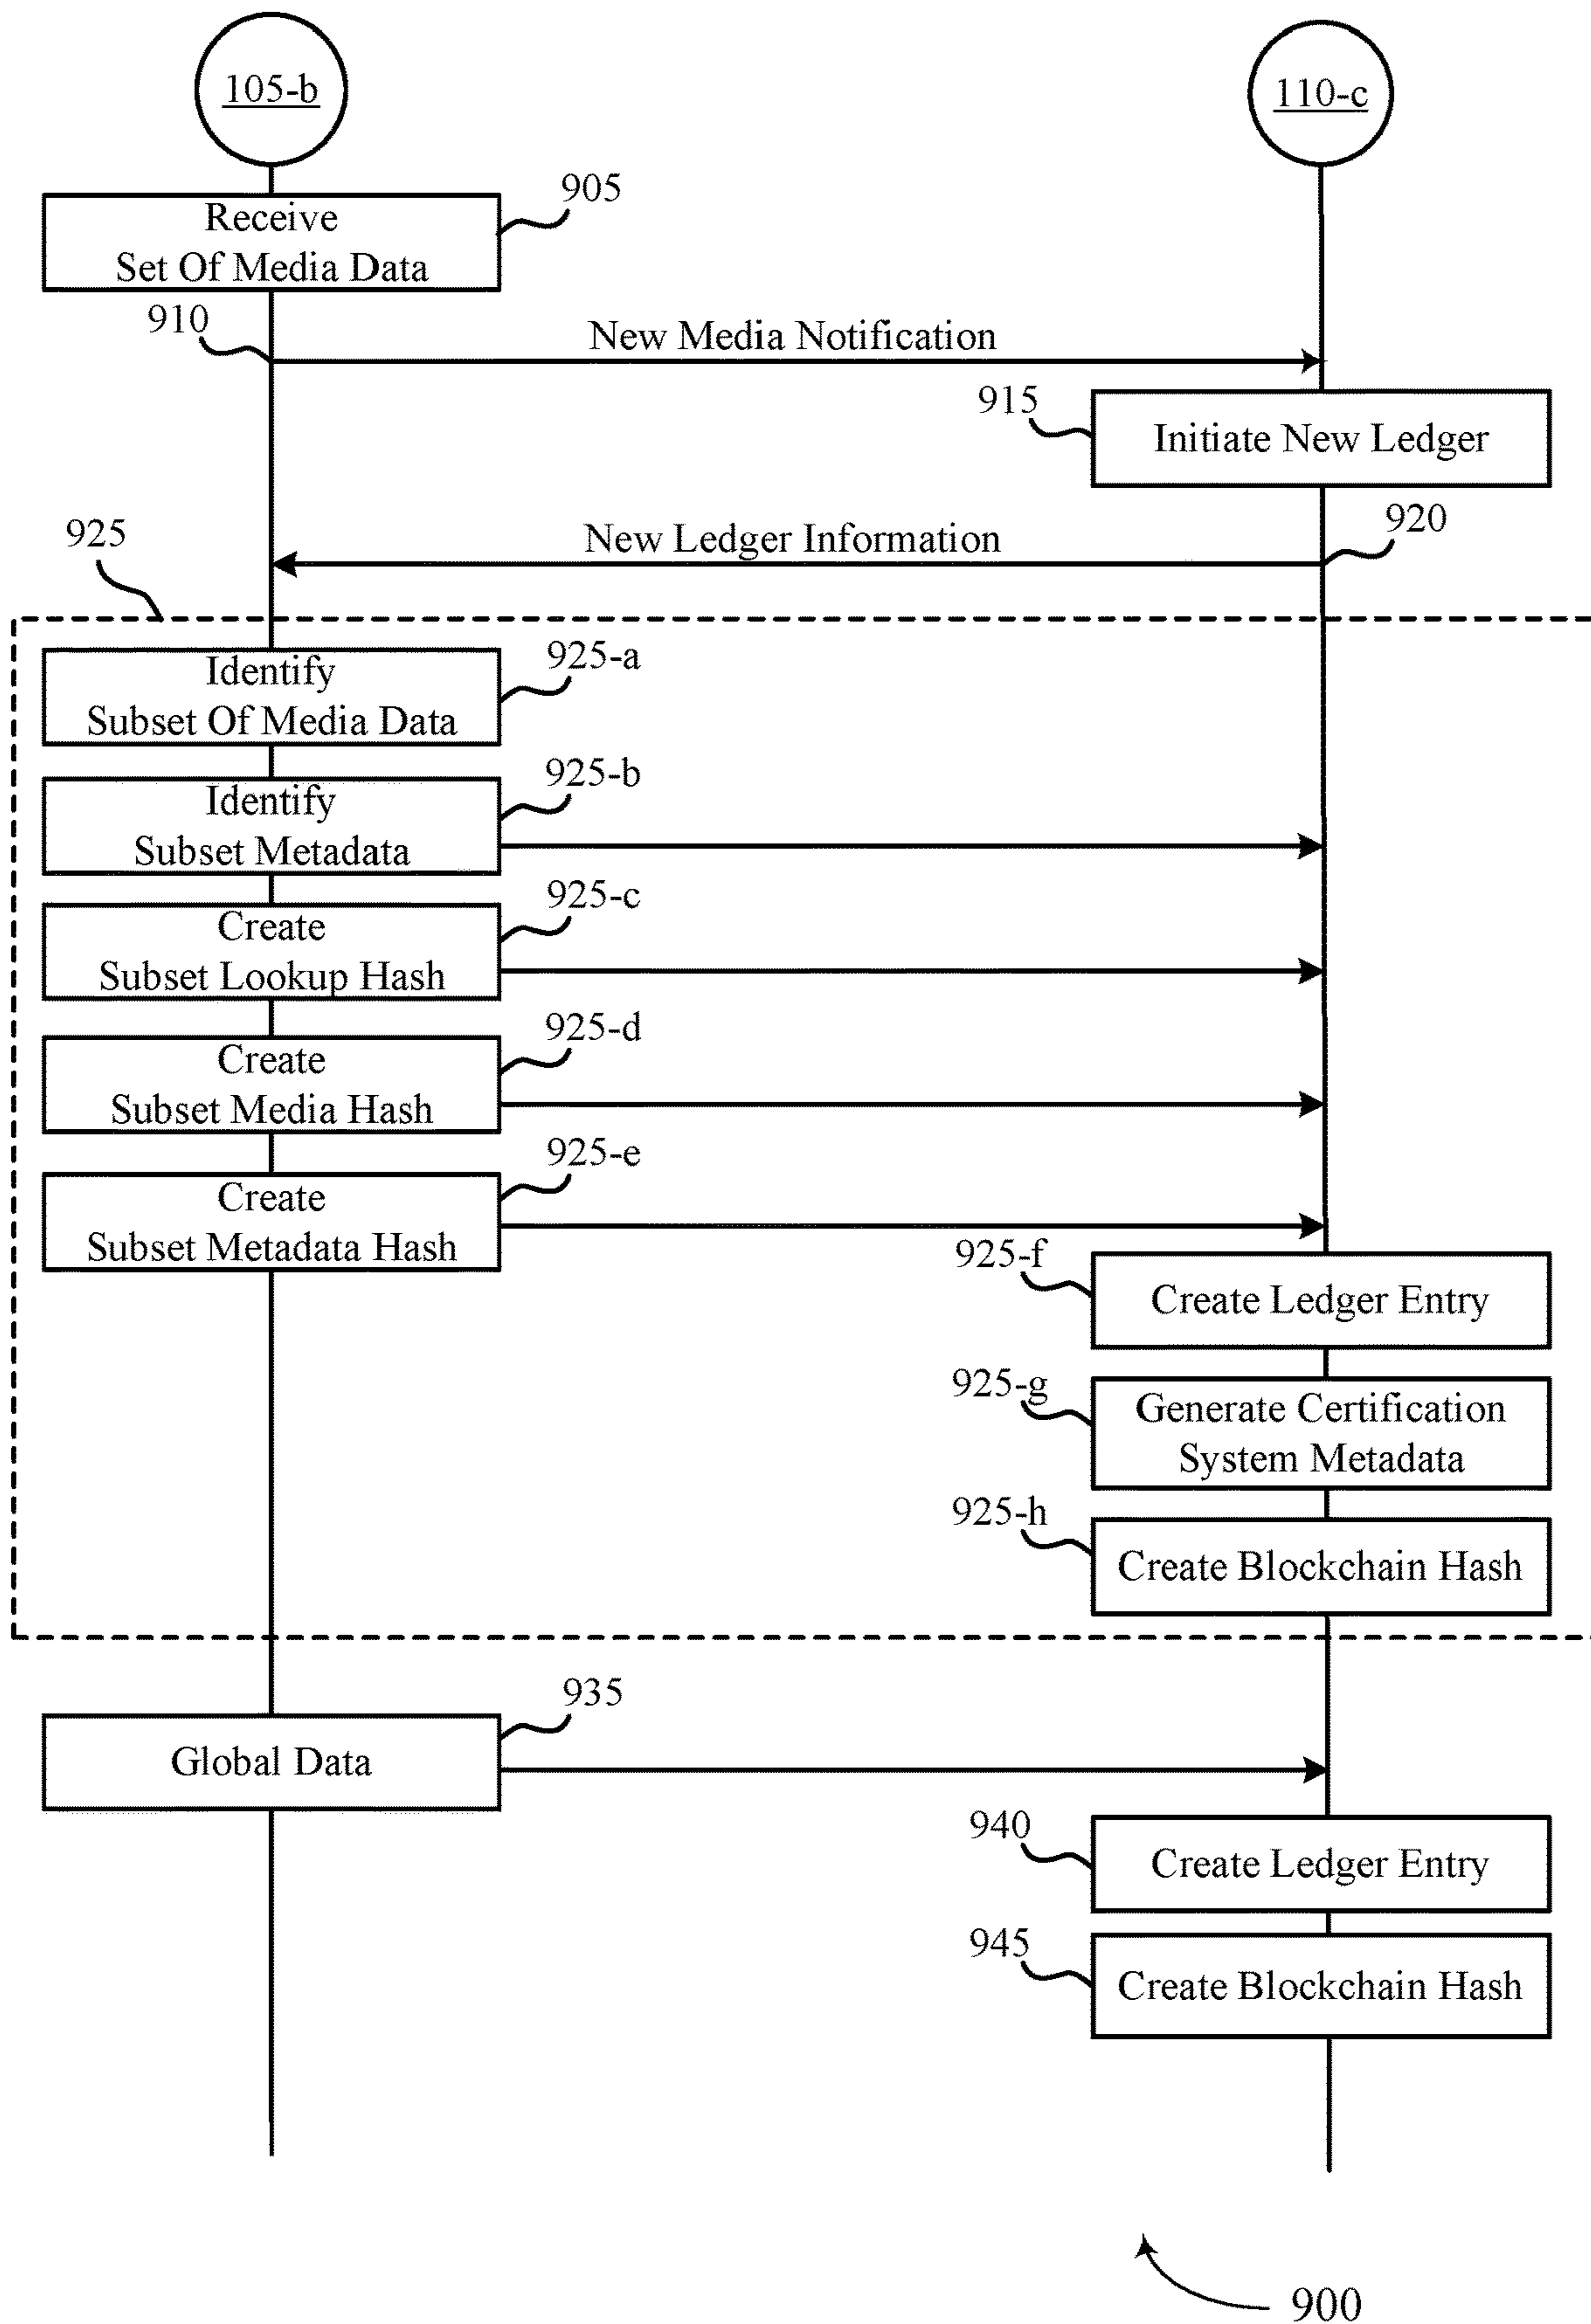 105-b
110-c
905
Receive
Set Of Media Data
910
New Media Notification
915
Initiate New Ledger
920
New Ledger Information
925
925-a
Identify
Subset Of Media Data
925-b
Identify
Subset Metadata
925-c
Create
Subset Lookup Hash
925-d
Create
Subset Media Hash
925-e
Create
Subset Metadata Hash
925-f
Create Ledger Entry
925-g
Generate Certification
System Metadata
925-h
Create Blockchain Hash
935
Global Data
940
Create Ledger Entry
945
Create Blockchain Hash
900